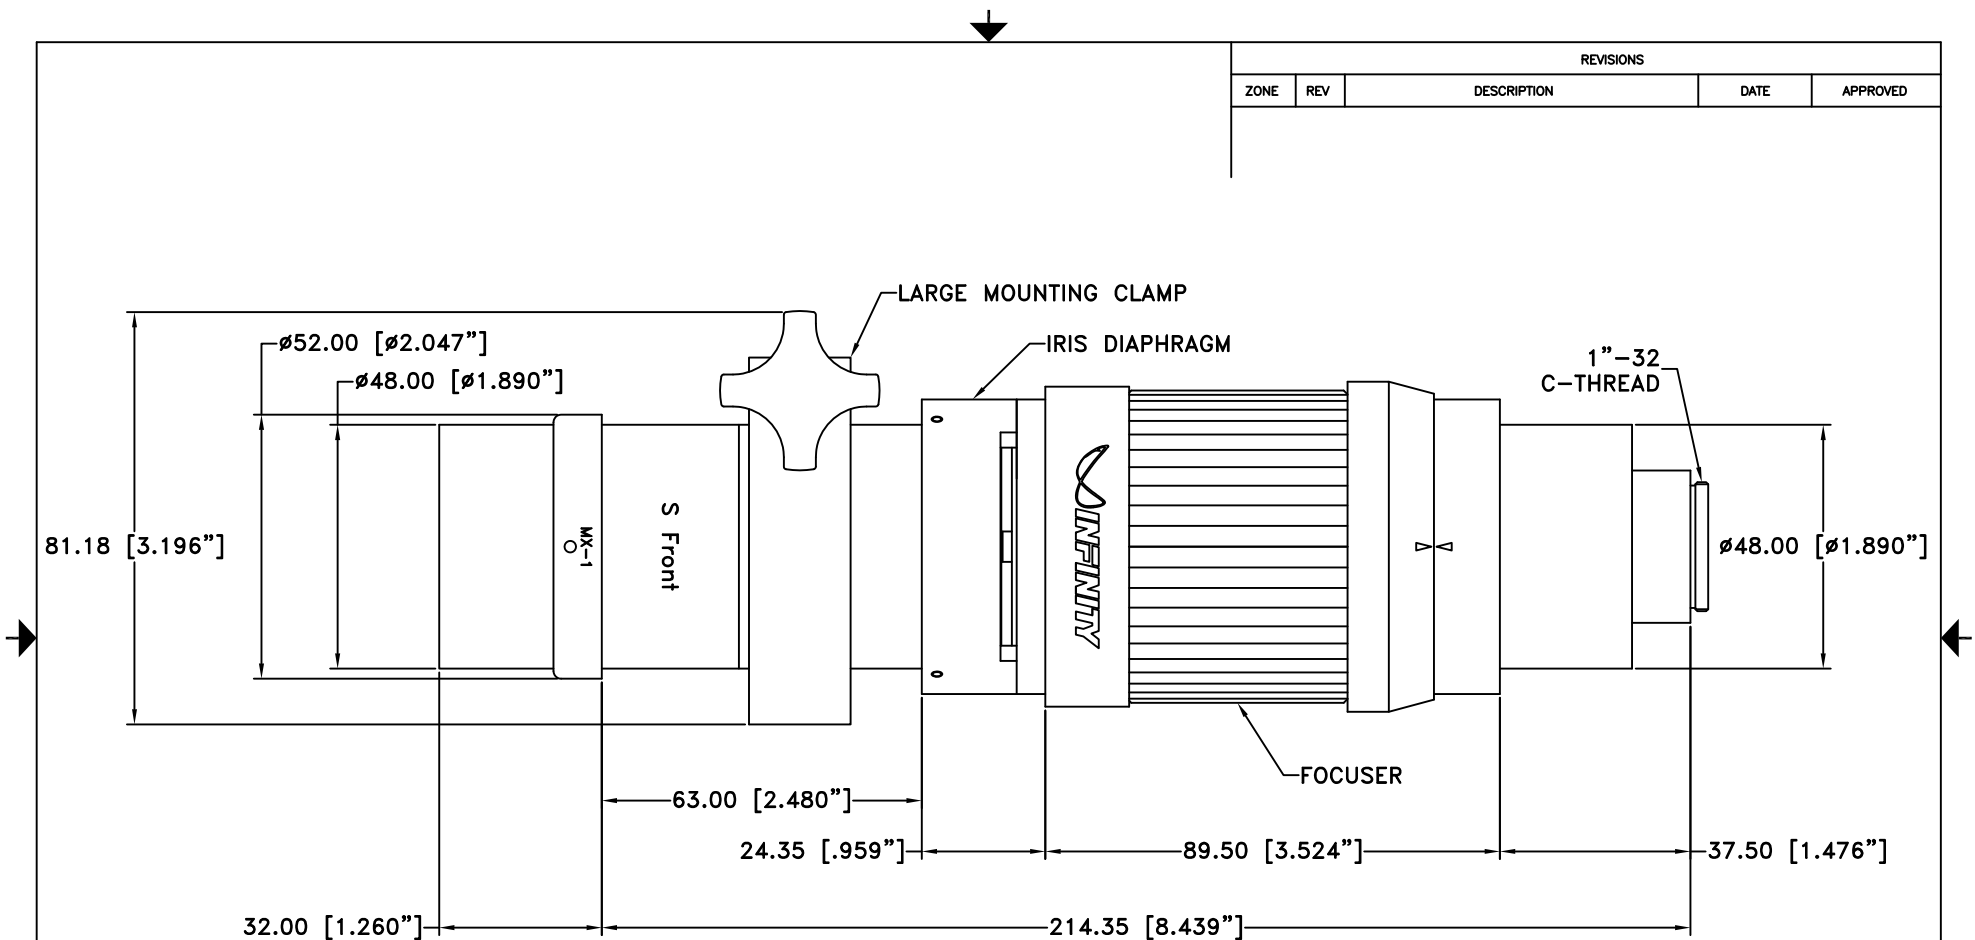 REVISIONS
ZONE REV DESCRIPTION DATE APPROVED
LARGE MOUNTING CLAMP
ø52.00 [ø2.047”]
IRIS DIAPHRAGM
1”-32
C-THREAD
ø48.00 [ø1.890”]
S Front
MX-1
INFINITY
81.18 [3.196”]
ø48.00 [ø1.890”]
FOCUSER
63.00 [2.480”]
24.35 [.959”]
89.50 [3.524”]
37.50 [1.476”]
32.00 [1.260”]
214.35 [8.439”]